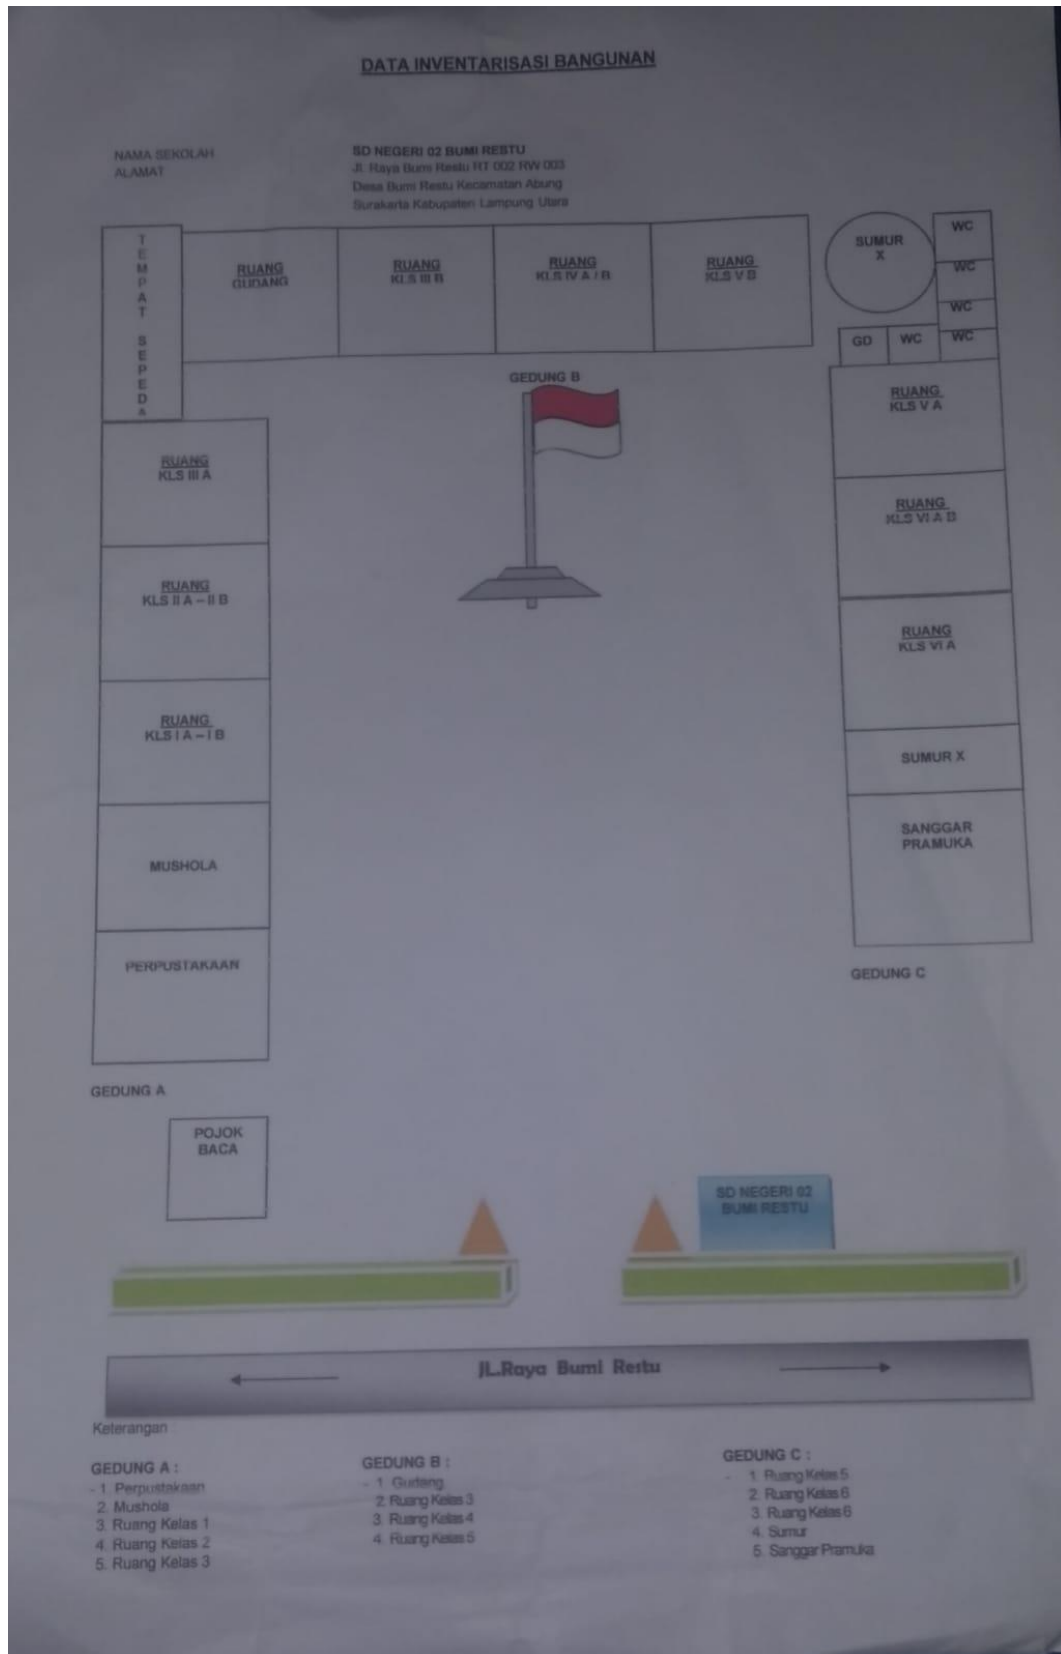 DATA INVENTARISASI BANGUNAN
NAMA SEKOLAH
ALAMAT
SD NEGERI 02 BUMI RESTU
Jl. Raya Bumi Restu RT 002 RW 003
Desa Bumi Restu Kecamatan Abung
Surakarta Kabupaten Lampung Utara
TEMPAT SEPEDA
RUANG
GUDANG
RUANG
KLS III B
RUANG
KLS IV A / B
RUANG
KLS V B
SUMUR
X
WC
WC
WC
WC
GD
WC
GEDUNG B
RUANG
KLS V A
RUANG
KLS III A
RUANG
KLS VI A B
RUANG
KLS II A – II B
RUANG
KLS VI A
RUANG
KLS I A – I B
SUMUR X
SANGGAR
PRAMUKA
MUSHOLA
PERPUSTAKAAN
GEDUNG C
GEDUNG A
POJOK
BACA
SD NEGERI 02
BUMI RESTU
JL.Raya Bumi Restu
Keterangan
GEDUNG A :
- 1. Perpustakaan
2. Mushola
3. Ruang Kelas 1
4. Ruang Kelas 2
5. Ruang Kelas 3
GEDUNG B :
- 1. Gudang
2. Ruang Kelas 3
3. Ruang Kelas 4
4. Ruang Kelas 5
GEDUNG C :
- 1. Ruang Kelas 5
2. Ruang Kelas 6
3. Ruang Kelas 6
4. Sumur
5. Sanggar Pramuka